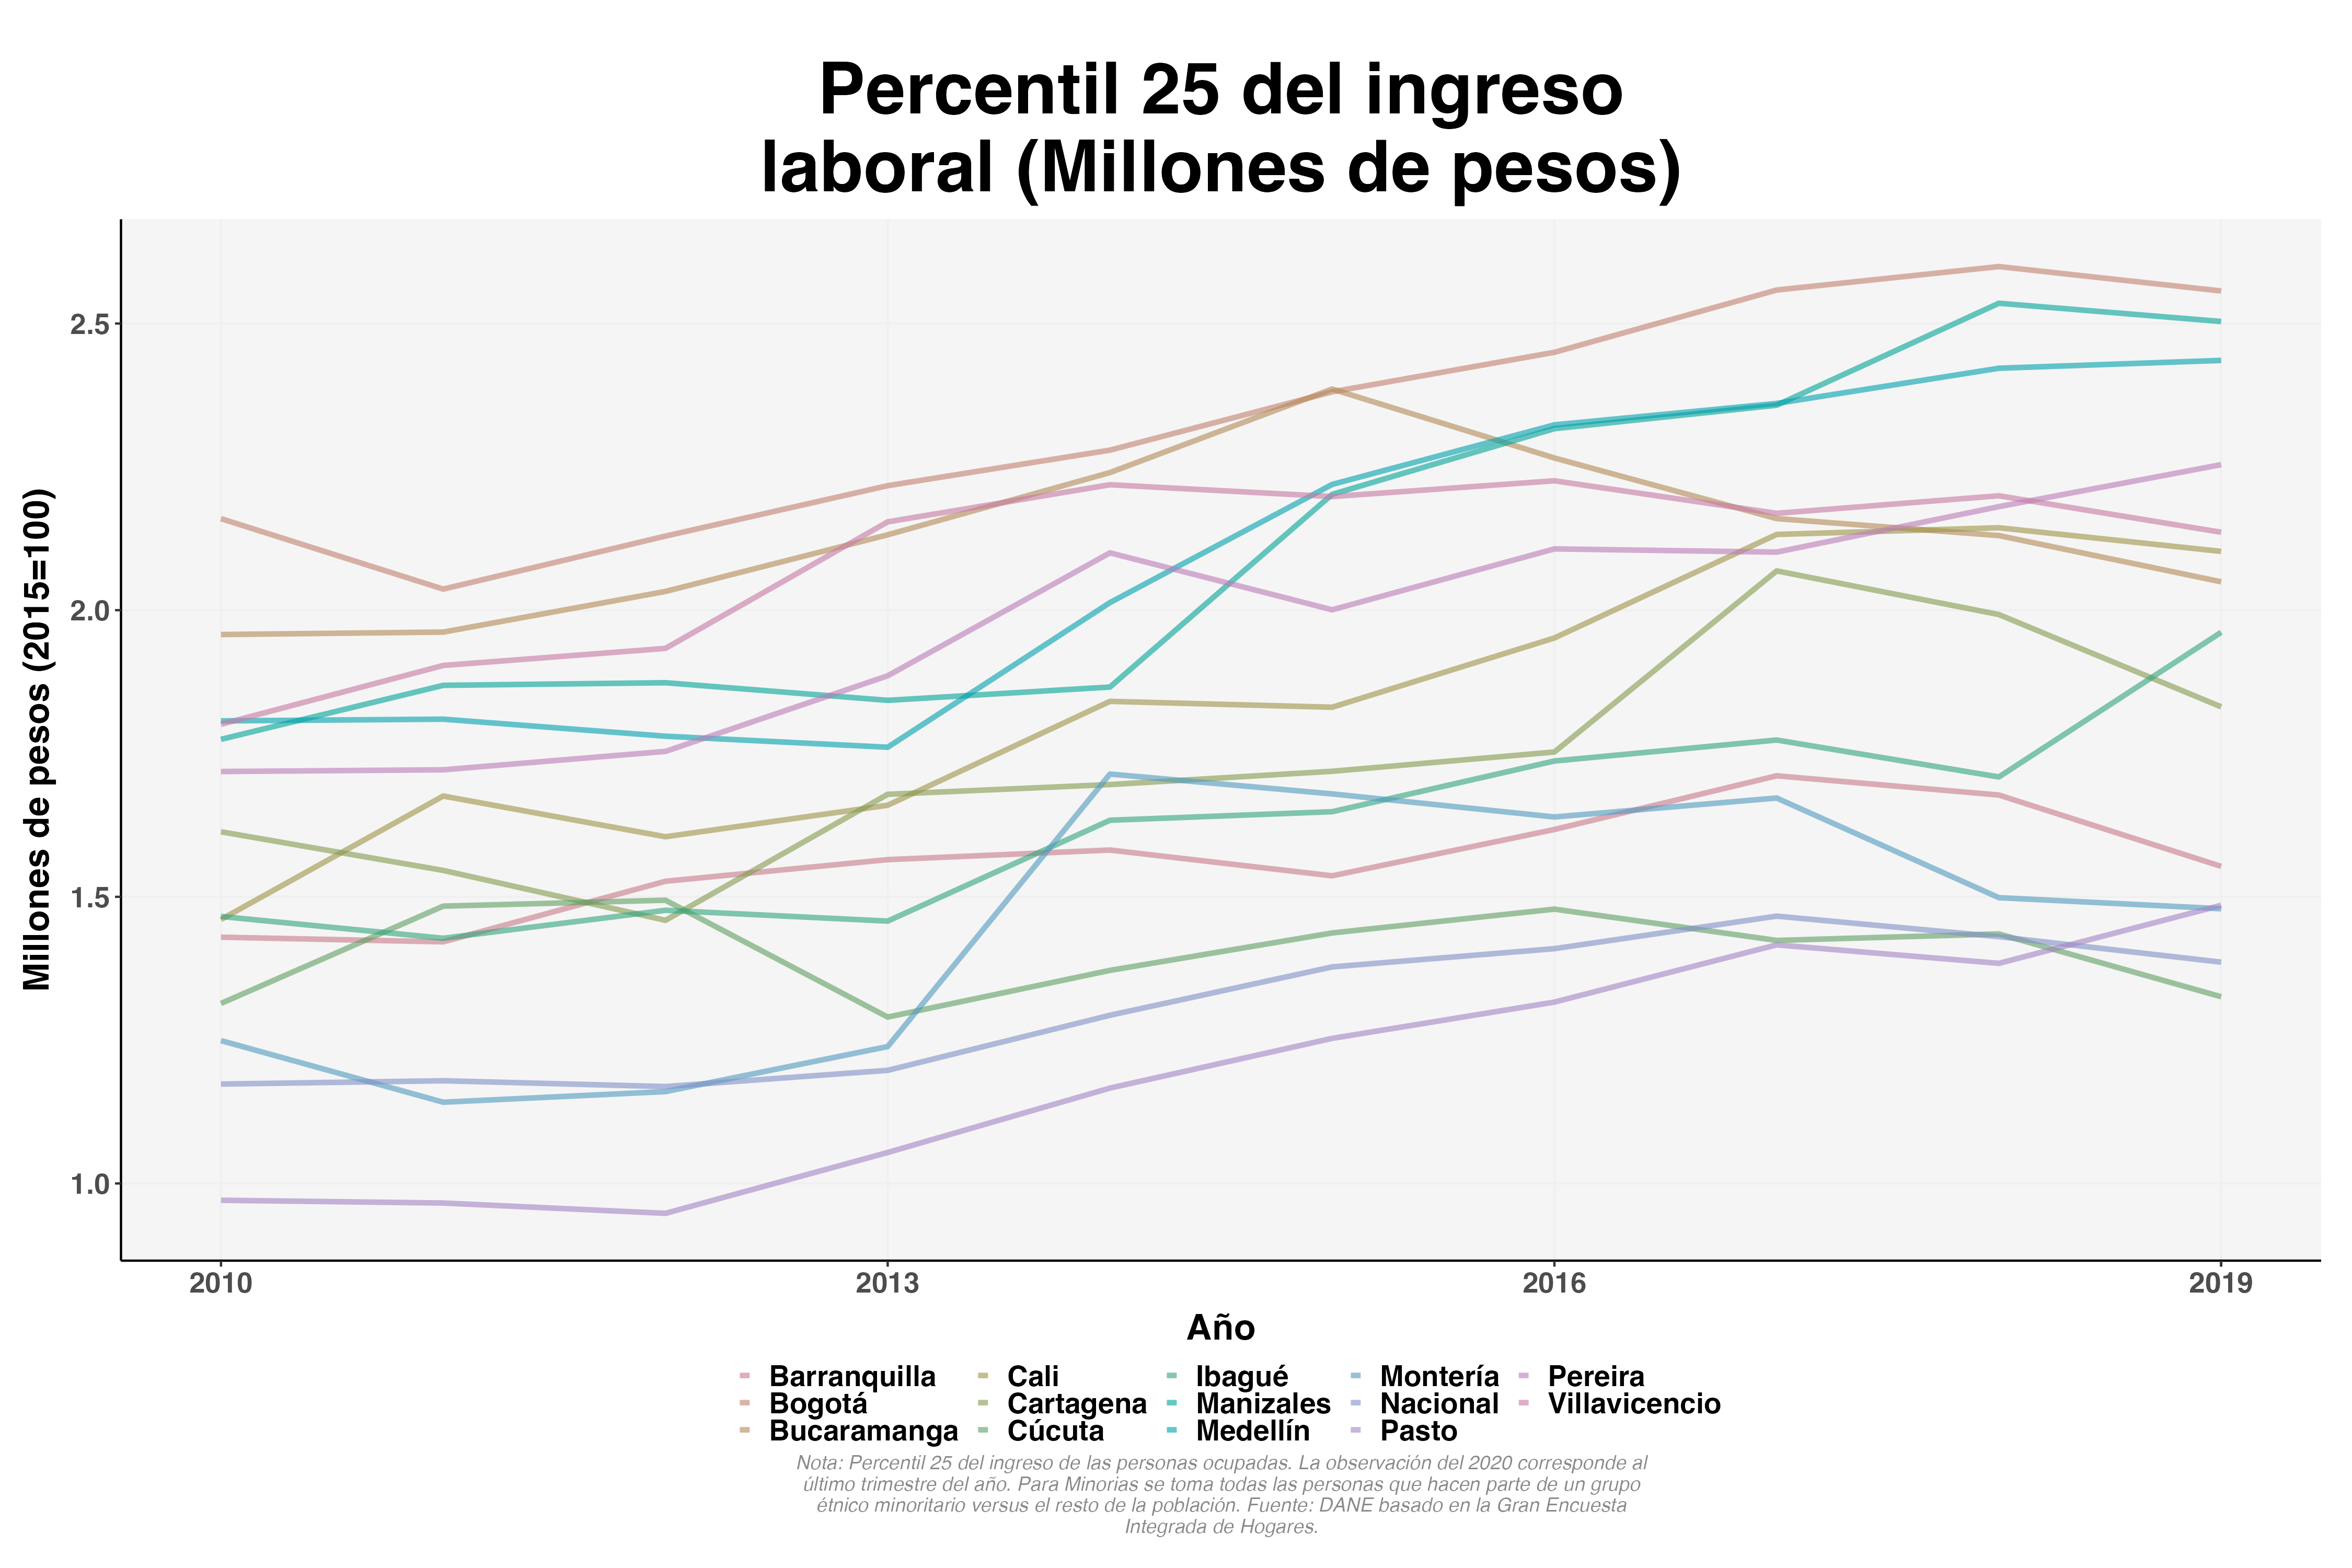 Percentil 25 del ingreso
laboral (Millones de pesos)
Millones de pesos (2015=100)
2.5
2.0
1.5
1.0
2010 2013 2016 2019
Año
Barranquilla Cali Ibagué Montería Pereira
Bogotá Cartagena Manizales Nacional Villavicencio
Bucaramanga Cúcuta Medellín Pasto
Nota: Percentil 25 del ingreso de las personas ocupadas. La observación del 2020 corresponde al
último trimestre del año. Para Minorias se toma todas las personas que hacen parte de un grupo
étnico minoritario versus el resto de la población. Fuente: DANE basado en la Gran Encuesta
Integrada de Hogares.